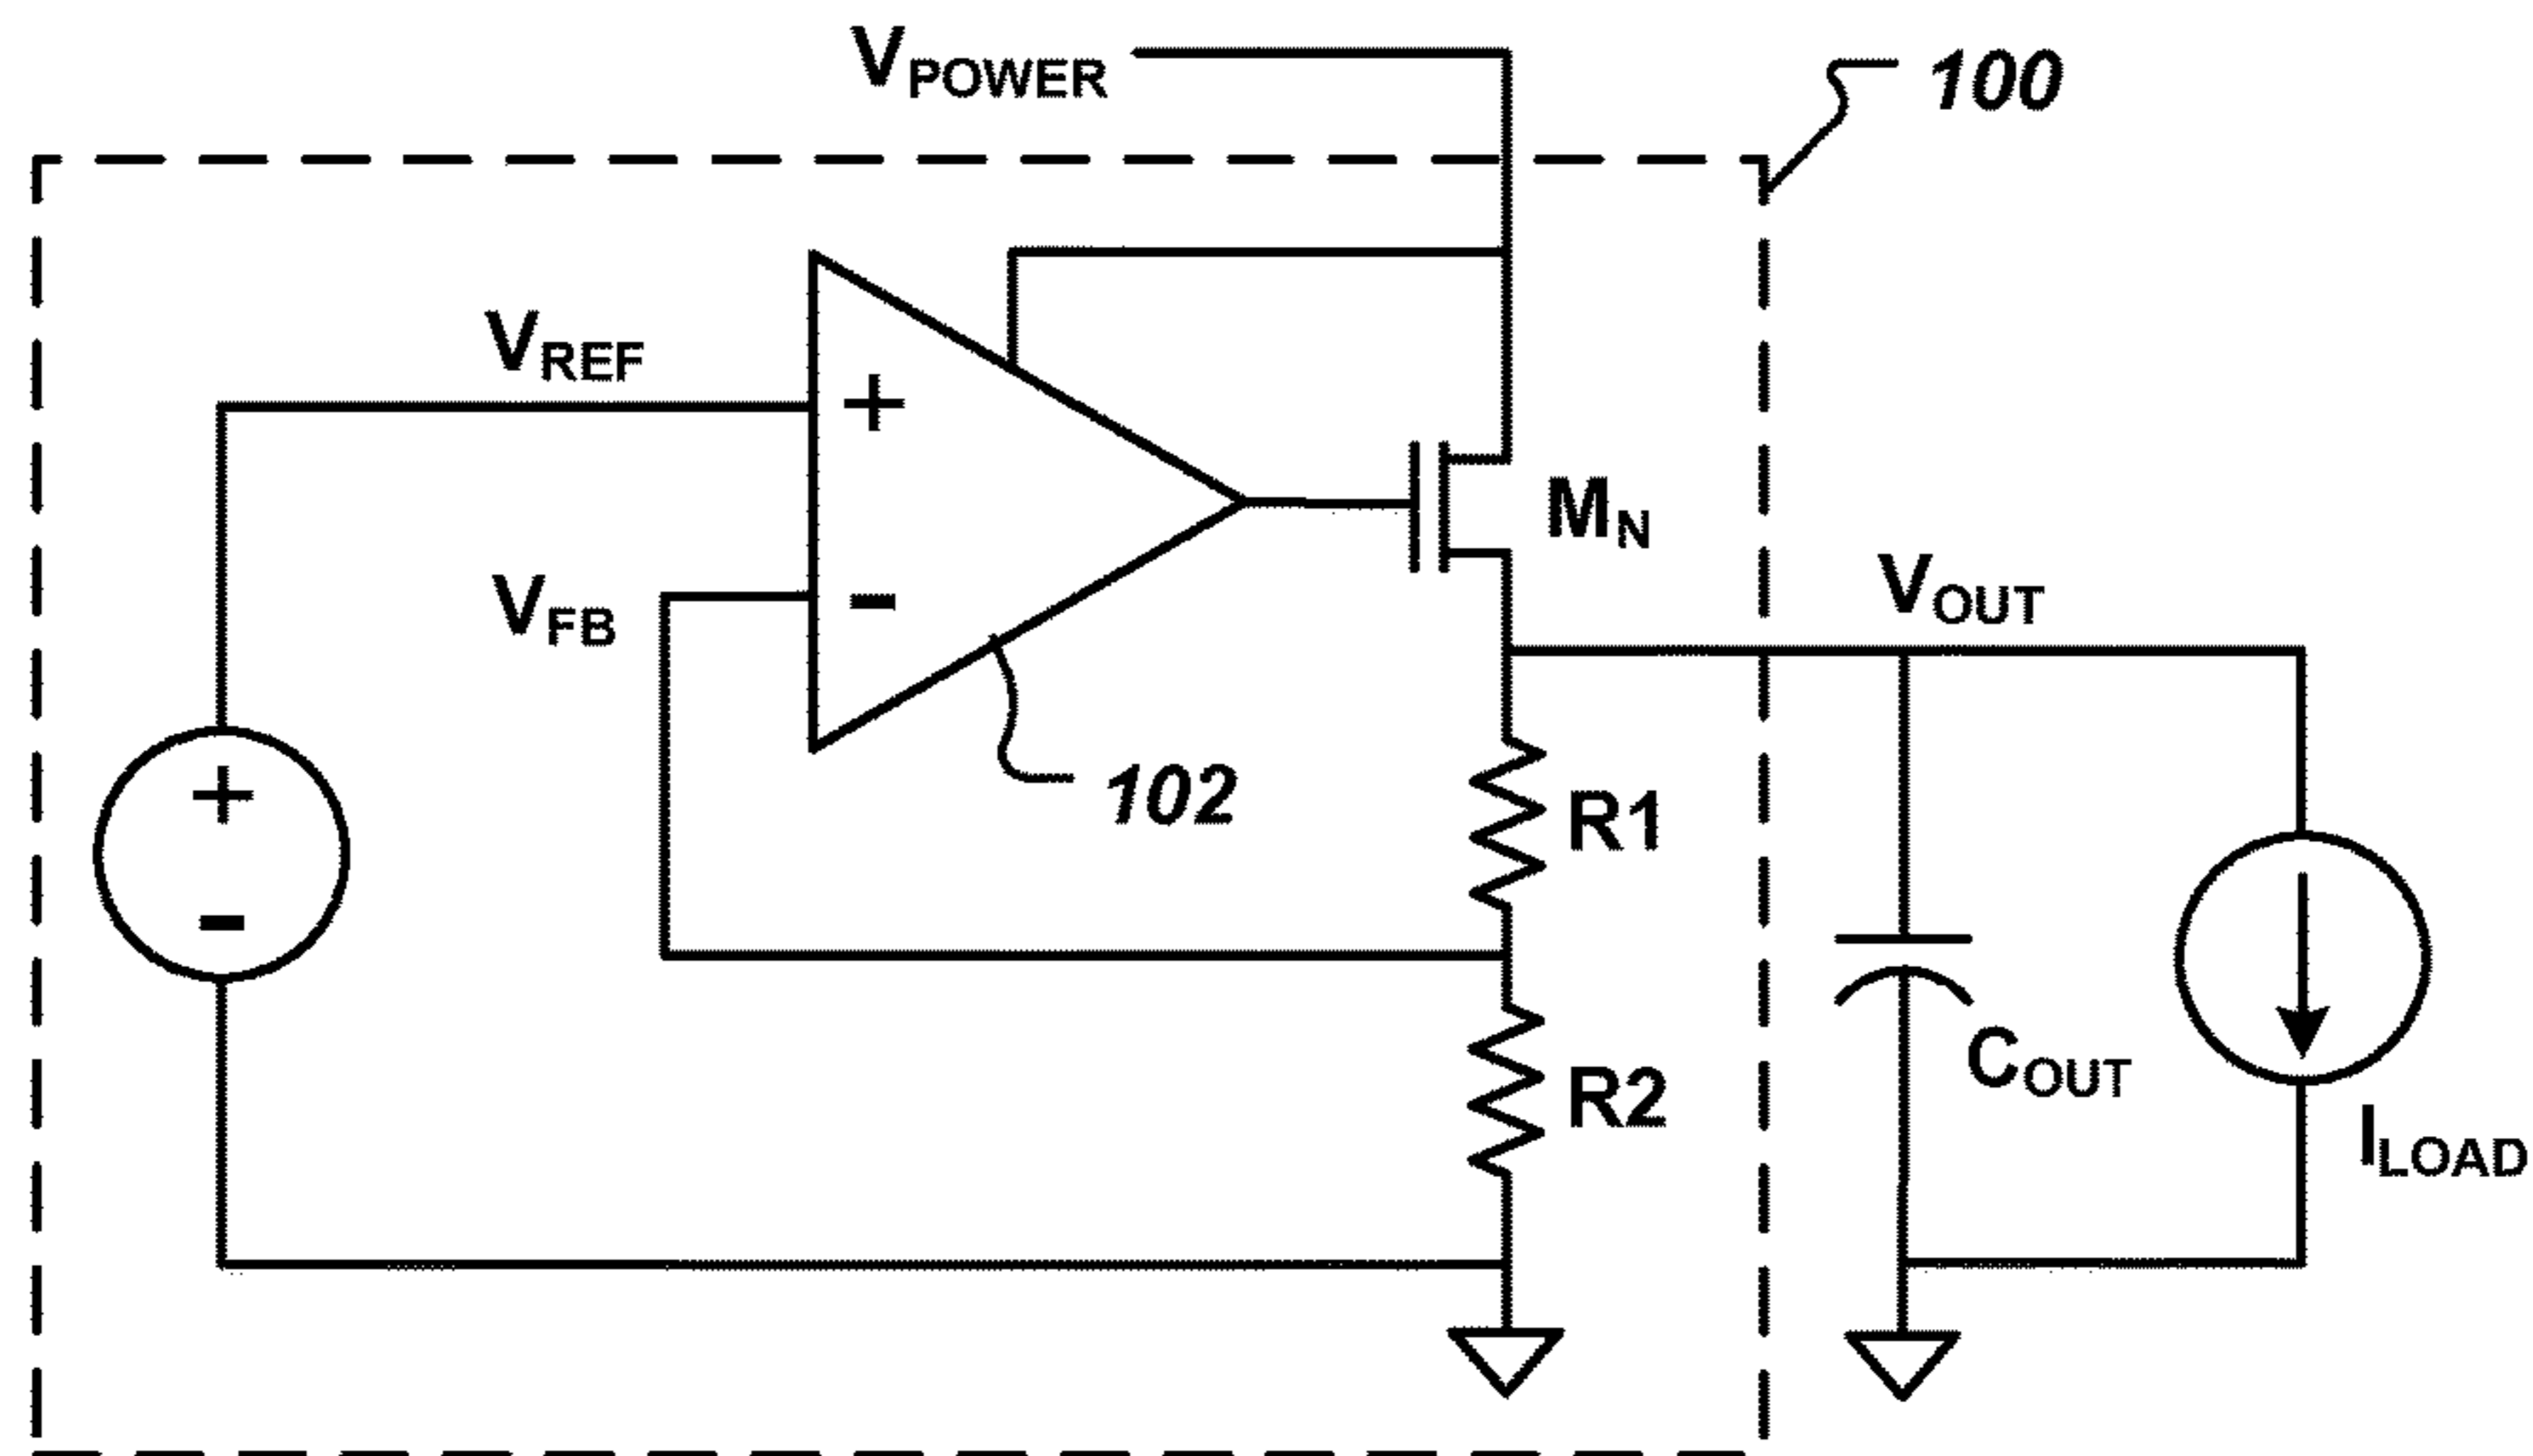 VPOWER
100
VREF
+
MN
VFB
-
VOUT
102
+
R1
-
COUT
R2
ILOAD